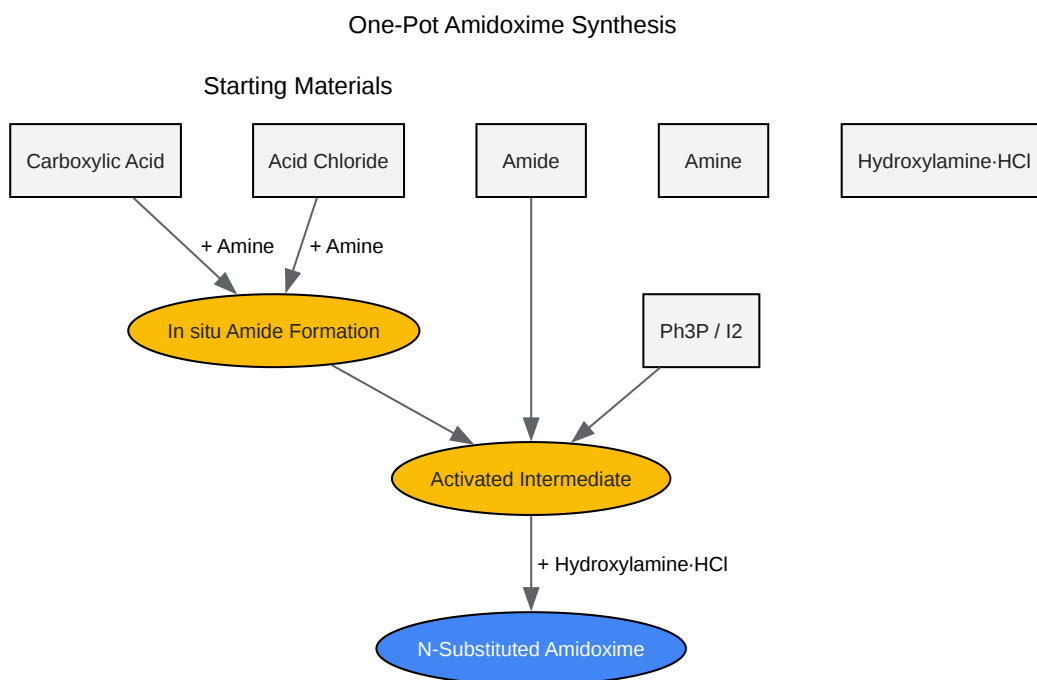 One-Pot Amidoxime Synthesis
Starting Materials
Carboxylic Acid
Acid Chloride
Amide
Amine
Hydroxylamine·HCl
+ Amine
+ Amine
In situ Amide Formation
Ph3P / I2
Activated Intermediate
+ Hydroxylamine·HCl
N-Substituted Amidoxime